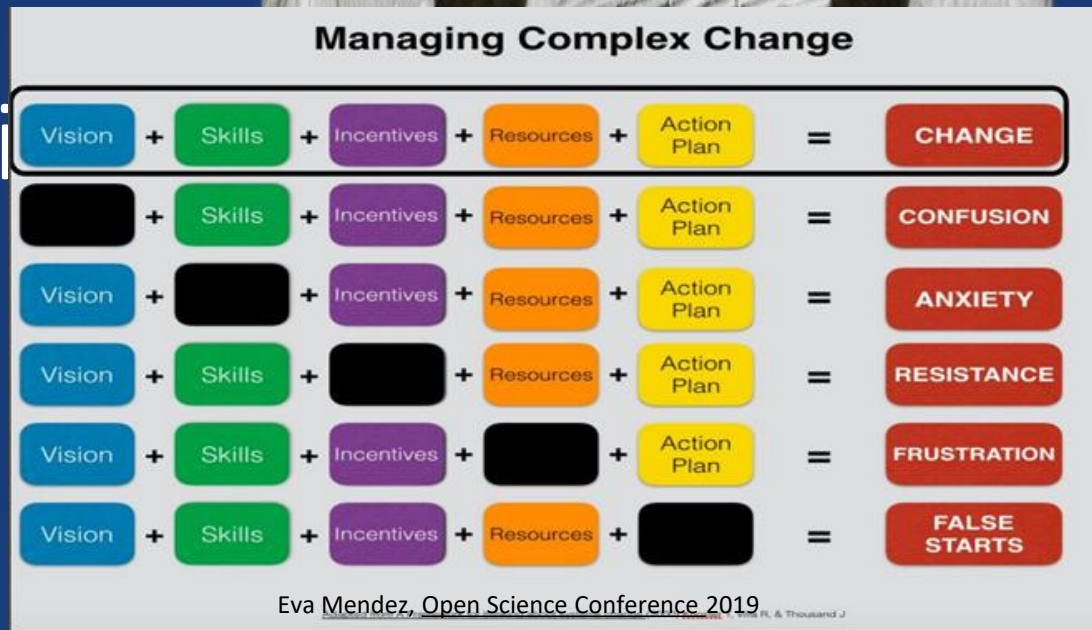 Managing Complex Change
Vision + Skills + Incentives + Resources + Action Plan = CHANGE
+ Skills + Incentives + Resources + Action Plan = CONFUSION
Vision + + Incentives + Resources + Action Plan = ANXIETY
Vision + Skills + + Resources + Action Plan = RESISTANCE
Vision + Skills + Incentives + + Action Plan = FRUSTRATION
Vision + Skills + Incentives + Resources + = FALSE STARTS
Eva Mendez, Open Science Conference 2019
R, & Thousand J